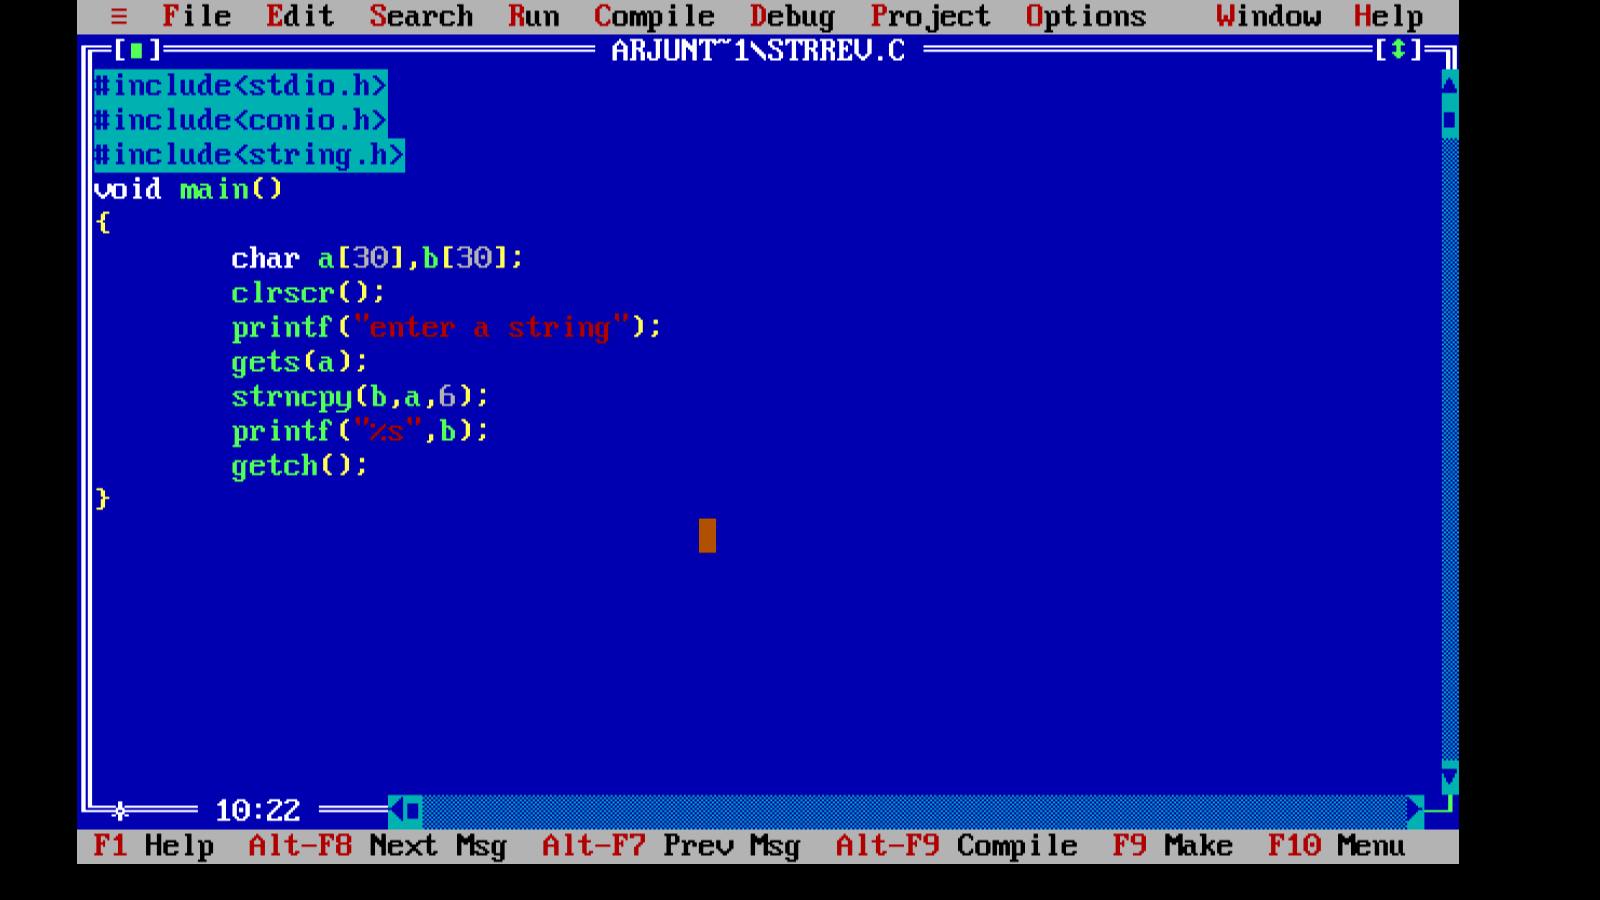 ≡ File Edit Search Run Compile Debug Project Options Window Help
[■] ARJUNT~1\STRREV.C [↕]
#include<stdio.h>
#include<conio.h>
#include<string.h>
void main()
{
char a[30],b[30];
clrscr();
printf("enter a string");
gets(a);
strncpy(b,a,6);
printf("%s",b);
getch();
}
10:22
F1 Help Alt-F8 Next Msg Alt-F7 Prev Msg Alt-F9 Compile F9 Make F10 Menu